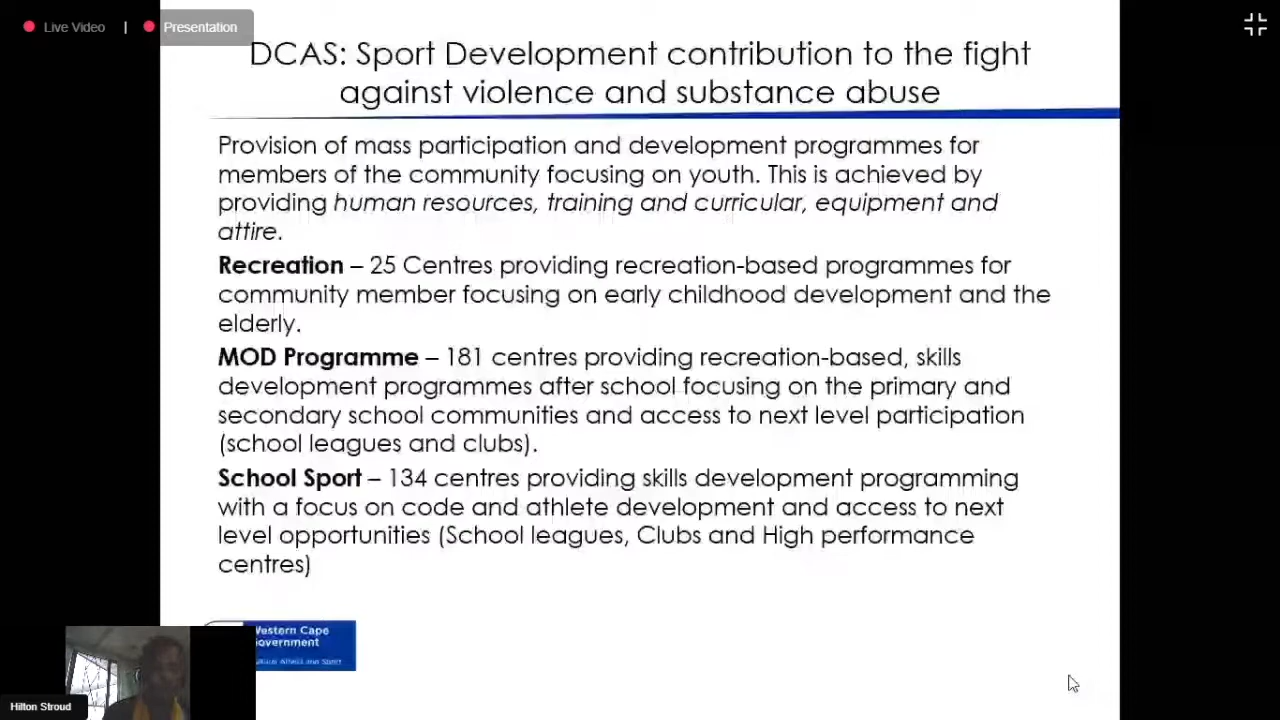 Live Video | Presentation
DCAS: Sport Development contribution to the fight
against violence and substance abuse
Provision of mass participation and development programmes for
members of the community focusing on youth. This is achieved by
providing human resources, training and curricular, equipment and
attire.
Recreation – 25 Centres providing recreation-based programmes for
community member focusing on early childhood development and the
elderly.
MOD Programme – 181 centres providing recreation-based, skills
development programmes after school focusing on the primary and
secondary school communities and access to next level participation
(school leagues and clubs).
School Sport – 134 centres providing skills development programming
with a focus on code and athlete development and access to next
level opportunities (School leagues, Clubs and High performance
centres)
Western Cape
Government
Affairs and Sport
Hilton Stroud